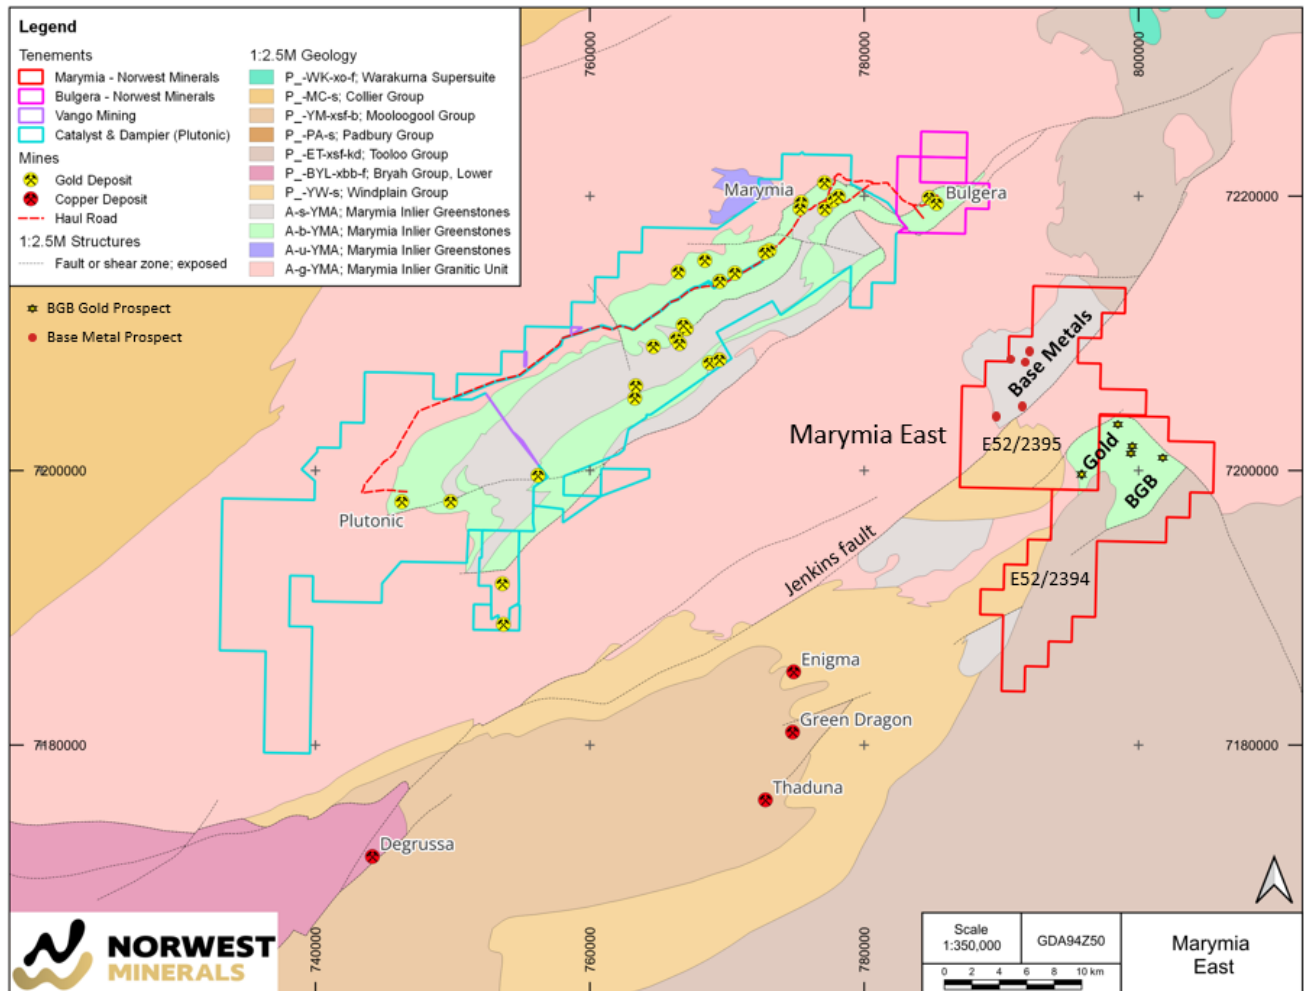 Legend
Tenements
Marymia - Norwest Minerals
Bulgera - Norwest Minerals
Vango Mining
Catalyst & Dampier (Plutonic)
Mines
Gold Deposit
Copper Deposit
Haul Road
1:2.5M Structures
Fault or shear zone; exposed
1:2.5M Geology
P_-WK-xo-f; Warakurna Supersuite
P_-MC-s; Collier Group
P_-YM-xsf-b; Mooloogool Group
P_-PA-s; Padbury Group
P_-ET-xsf-kd; Tooloo Group
P_-BYL-xbb-f; Bryah Group, Lower
P_-YW-s; Windplain Group
A-s-YMA; Marymia Inlier Greenstones
A-b-YMA; Marymia Inlier Greenstones
A-u-YMA; Marymia Inlier Greenstones
A-g-YMA; Marymia Inlier Granitic Unit
BGB Gold Prospect
Base Metal Prospect
760000
780000
800000
Marymia
Bulgera
7220000
Base Metals
Marymia East
E52/2395
Gold
BGB
7200000
7200000
Plutonic
Jenkins fault
E52/2394
Enigma
Green Dragon
7180000
7180000
Thaduna
Degrussa
740000
760000
780000
NORWEST
MINERALS
Scale
1:350,000
GDA94Z50
0 2 4 6 8 10 km
Marymia
East